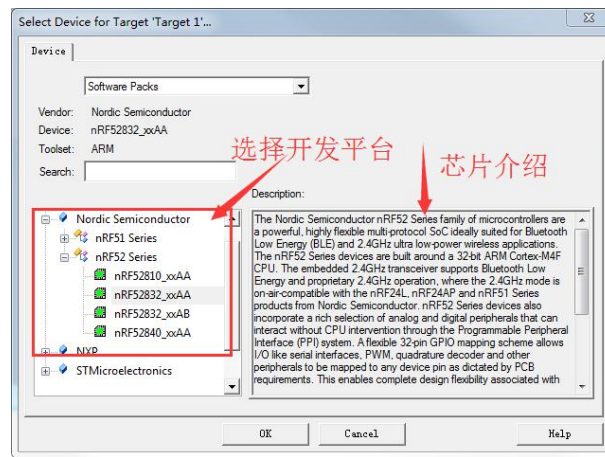 Select Device for Target 'Target 1'...
Device
Software Packs
Vendor: Nordic Semiconductor
Device: nRF52832_xxAA
Toolset: ARM
Search:
选择开发平台
芯片介绍
Description:
Nordic Semiconductor
nRF51 Series
nRF52 Series
nRF52810_xxAA
nRF52832_xxAA
nRF52832_xxAB
nRF52840_xxAA
NXP
STMicroelectronics
The Nordic Semiconductor nRF52 Series family of microcontrollers are
a powerful, highly flexible multi-protocol SoC ideally suited for Bluetooth
Low Energy (BLE) and 2.4GHz ultra low-power wireless applications.
The nRF52 Series devices are built around a 32-bit ARM Cortex-M4F
CPU. The embedded 2.4GHz transceiver supports Bluetooth Low
Energy and proprietary 2.4GHz operation, where the 2.4GHz mode is
on-air-compatible with the nRF24L, nRF24AP and nRF51 Series
products from Nordic Semiconductor. nRF52 Series devices also
incorporate a rich selection of analog and digital peripherals that can
interact without CPU intervention through the Programmable Peripheral
Interface (PPI) system. A flexible 32-pin GPIO mapping scheme allows
I/O like serial interfaces, PWM, quadrature decoder and other
peripherals to be mapped to any device pin as dictated by PCB
requirements. This enables complete design flexibility associated with
OK
Cancel
Help